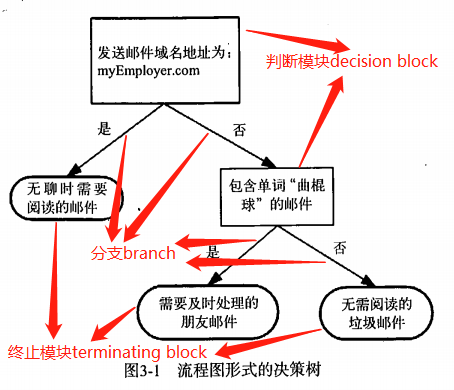 发送邮件域名地址为：
myEmployer.com
判断模块decision block
是
否
无聊时需要
阅读的邮件
包含单词“曲棍
球”的邮件
分支branch
是
否
需要及时处理的
朋友邮件
无需阅读的
垃圾邮件
终止模块terminating block
图3-1 流程图形式的决策树